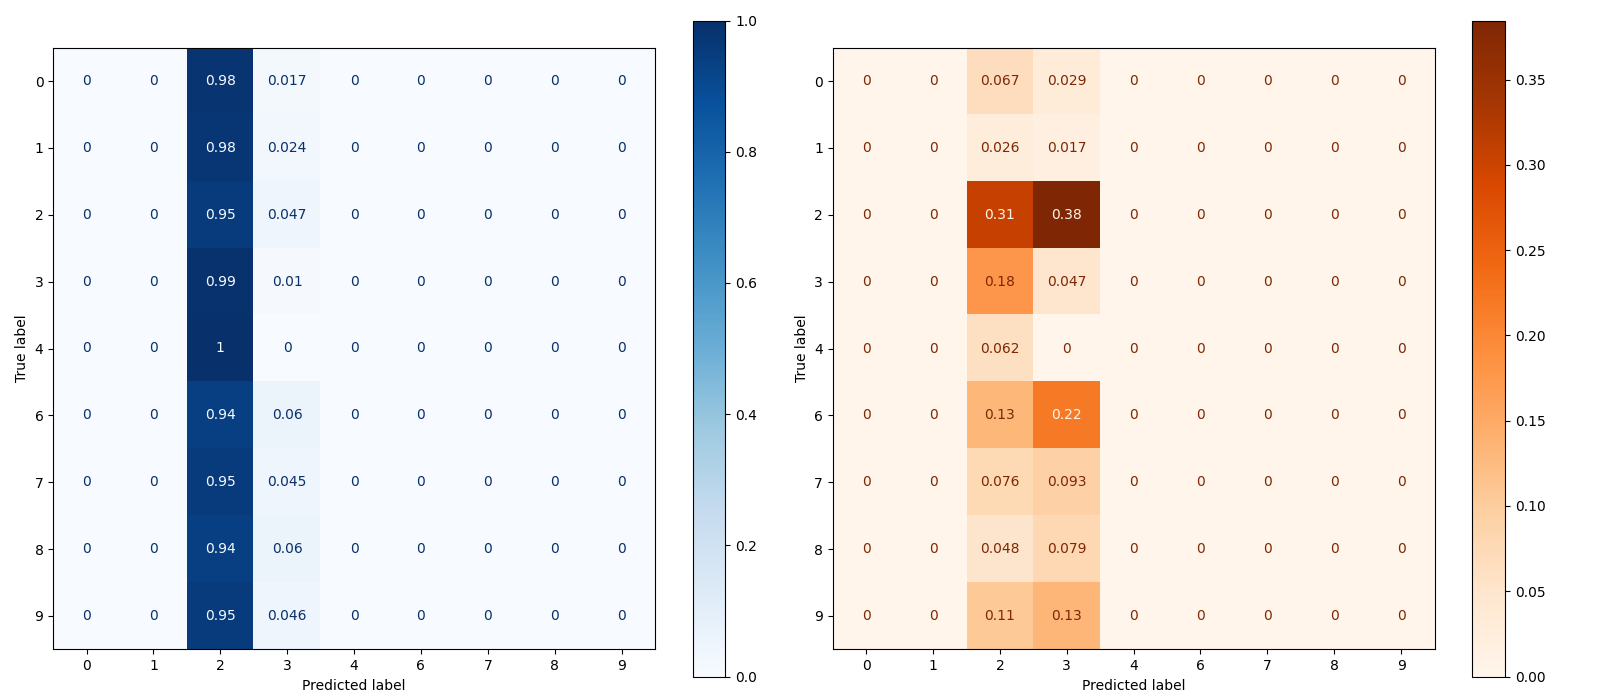 True label
0 0 0 0.98 0.017 0 0 0 0 0
1 0 0 0.98 0.024 0 0 0 0 0
2 0 0 0.95 0.047 0 0 0 0 0
3 0 0 0.99 0.01 0 0 0 0 0
4 0 0 1 0 0 0 0 0 0
6 0 0 0.94 0.06 0 0 0 0 0
7 0 0 0.95 0.045 0 0 0 0 0
8 0 0 0.94 0.06 0 0 0 0 0
9 0 0 0.95 0.046 0 0 0 0 0
0 1 2 3 4 6 7 8 9
Predicted label
1.0
0.8
0.6
0.4
0.2
0.0
True label
0 0 0 0.067 0.029 0 0 0 0 0
1 0 0 0.026 0.017 0 0 0 0 0
2 0 0 0.31 0.38 0 0 0 0 0
3 0 0 0.18 0.047 0 0 0 0 0
4 0 0 0.062 0 0 0 0 0 0
6 0 0 0.13 0.22 0 0 0 0 0
7 0 0 0.076 0.093 0 0 0 0 0
8 0 0 0.048 0.079 0 0 0 0 0
9 0 0 0.11 0.13 0 0 0 0 0
0 1 2 3 4 6 7 8 9
Predicted label
0.35
0.30
0.25
0.20
0.15
0.10
0.05
0.00